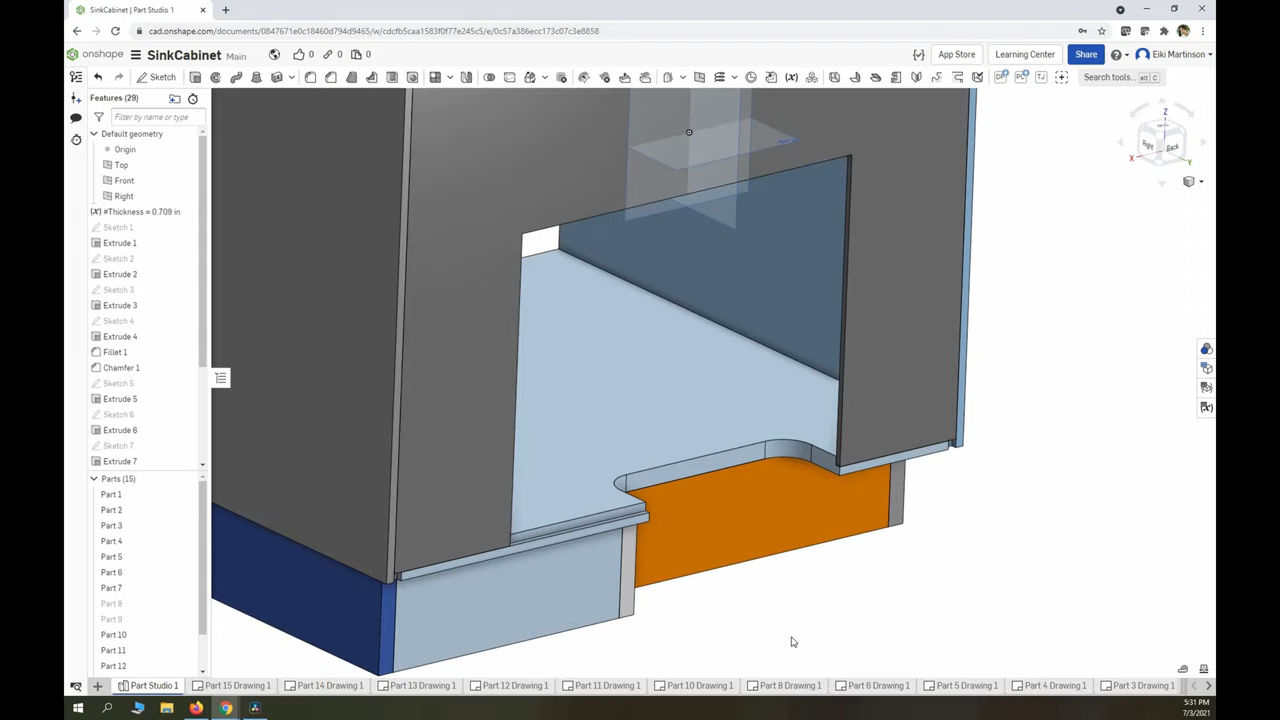 SinkCabinet | Part Studio 1
cad.onshape.com/documents/0847671e0c18460d794d9465/w/cdcfb5caa1583f0f77e245c5/e/0c57a386ecc173c07c3e8858
onshape
SinkCabinet Main
0
0
0
App Store
Learning Center
Share
Eiki Martinson
Sketch
Search tools...
alt C
Features (29)
Filter by name or type
Default geometry
Origin
Top
Front
Right
(x) #Thickness = 0.709 in
Sketch 1
Extrude 1
Sketch 2
Extrude 2
Sketch 3
Extrude 3
Sketch 4
Extrude 4
Fillet 1
Chamfer 1
Sketch 5
Extrude 5
Sketch 6
Extrude 6
Sketch 7
Extrude 7
Parts (15)
Part 1
Part 2
Part 3
Part 4
Part 5
Part 6
Part 7
Part 8
Part 9
Part 10
Part 11
Part 12
Z
Right
Back
X
Y
Part Studio 1
Part 15 Drawing 1
Part 14 Drawing 1
Part 13 Drawing 1
Part 12 Drawing 1
Part 11 Drawing 1
Part 10 Drawing 1
Part 8 Drawing 1
Part 6 Drawing 1
Part 5 Drawing 1
Part 4 Drawing 1
Part 3 Drawing 1
5:31 PM
7/3/2021